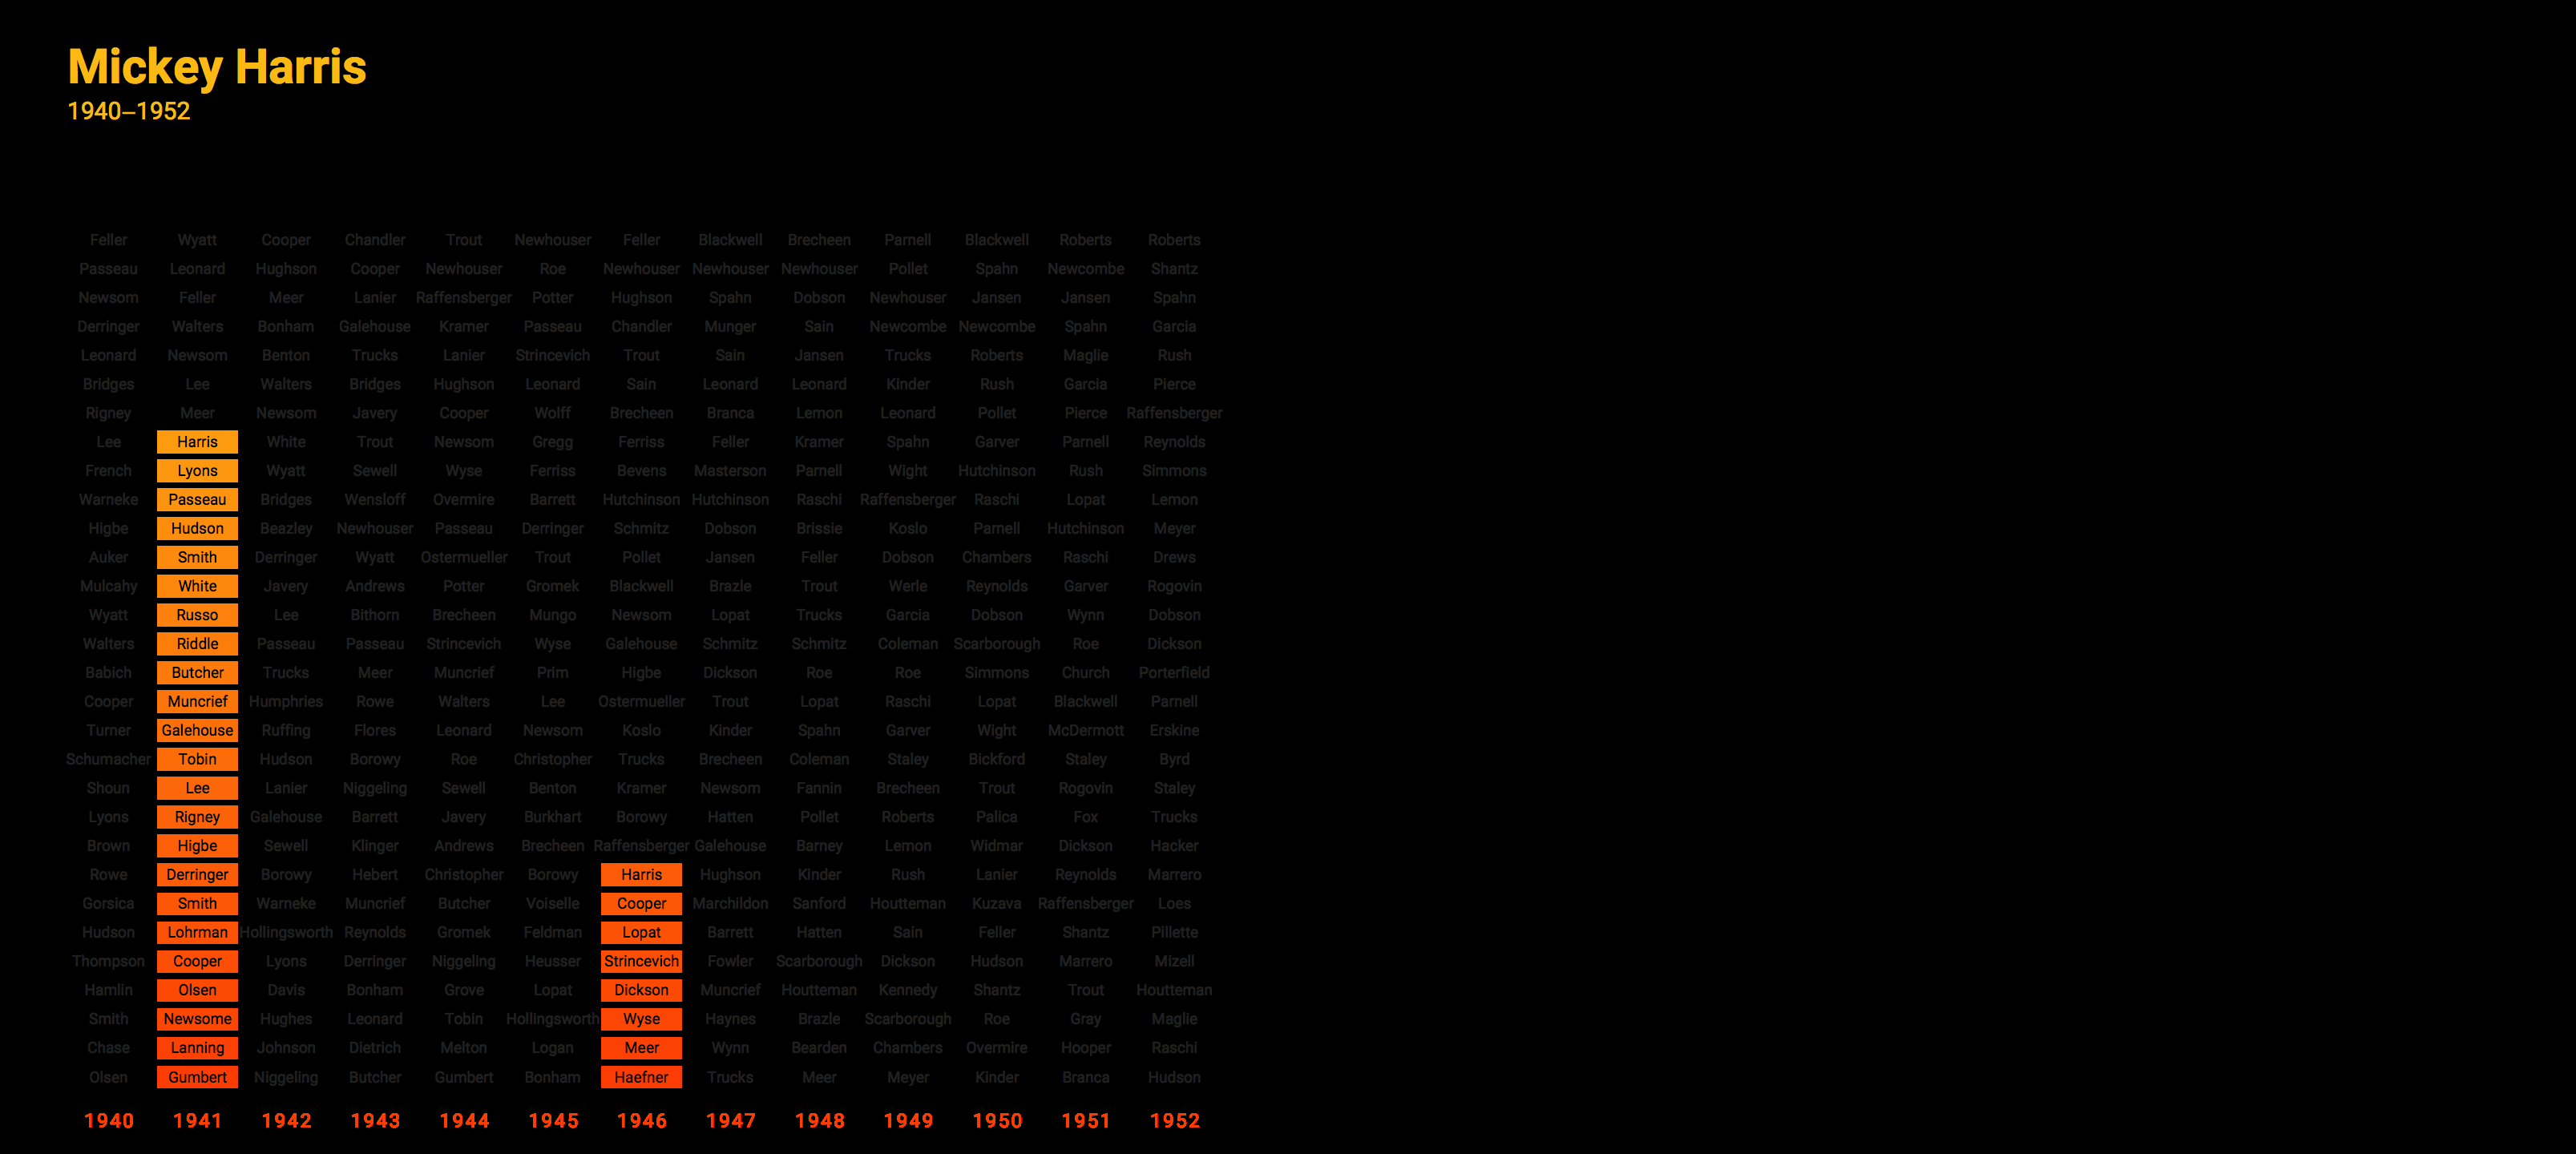 Mickey Harris
1940–1952
Feller Wyatt Cooper Chandler Trout Newhouser Feller Blackwell Brecheen Parnell Blackwell Roberts Roberts
Passeau Leonard Hughson Cooper Newhouser Roe Newhouser Newhouser Newhouser Pollet Spahn Newcombe Shantz
Newsom Feller Meer Lanier Raffensberger Potter Hughson Spahn Dobson Newhouser Jansen Jansen Spahn
Derringer Walters Bonham Galehouse Kramer Passeau Chandler Munger Sain Newcombe Newcombe Spahn Garcia
Leonard Newsom Benton Trucks Lanier Strincevich Trout Sain Jansen Trucks Roberts Maglie Rush
Bridges Lee Walters Bridges Hughson Leonard Sain Leonard Leonard Kinder Rush Garcia Pierce
Rigney Meer Newsom Javery Cooper Wolff Brecheen Branca Lemon Leonard Pollet Pierce Raffensberger
Lee Harris White Trout Newsom Gregg Ferriss Feller Kramer Spahn Garver Parnell Reynolds
French Lyons Wyatt Sewell Wyse Ferriss Bevens Masterson Parnell Wight Hutchinson Rush Simmons
Warneke Passeau Bridges Wensloff Overmire Barrett Hutchinson Hutchinson Raschi Raffensberger Raschi Lopat Lemon
Higbe Hudson Beazley Newhouser Passeau Derringer Schmitz Dobson Brissie Koslo Parnell Hutchinson Meyer
Auker Smith Derringer Wyatt Ostermueller Trout Pollet Jansen Feller Dobson Chambers Raschi Drews
Mulcahy White Javery Andrews Potter Gromek Blackwell Brazle Trout Werle Reynolds Garver Rogovin
Wyatt Russo Lee Bithorn Brecheen Mungo Newsom Lopat Trucks Garcia Dobson Wynn Dobson
Walters Riddle Passeau Passeau Strincevich Wyse Galehouse Schmitz Schmitz Coleman Scarborough Roe Dickson
Babich Butcher Trucks Meer Muncrief Prim Higbe Dickson Roe Roe Simmons Church Porterfield
Cooper Muncrief Humphries Rowe Walters Lee Ostermueller Trout Lopat Raschi Lopat Blackwell Parnell
Turner Galehouse Ruffing Flores Leonard Newsom Koslo Kinder Spahn Garver Wight McDermott Erskine
Schumacher Tobin Hudson Borowy Roe Christopher Trucks Brecheen Coleman Staley Bickford Staley Byrd
Shoun Lee Lanier Niggeling Sewell Benton Kramer Newsom Fannin Brecheen Trout Rogovin Staley
Lyons Rigney Galehouse Barrett Javery Burkhart Borowy Hatten Pollet Roberts Palica Fox Trucks
Brown Higbe Sewell Klinger Andrews Brecheen Raffensberger Galehouse Barney Lemon Widmar Dickson Hacker
Rowe Derringer Borowy Hebert Christopher Borowy Harris Hughson Kinder Rush Lanier Reynolds Marrero
Gorsica Smith Warneke Muncrief Butcher Voiselle Cooper Marchildon Sanford Houtteman Kuzava Raffensberger Loes
Hudson Lohrman Hollingsworth Reynolds Gromek Feldman Lopat Barrett Hatten Sain Feller Shantz Pillette
Thompson Cooper Lyons Derringer Niggeling Heusser Strincevich Fowler Scarborough Dickson Hudson Marrero Mizell
Hamlin Olsen Davis Bonham Grove Lopat Dickson Muncrief Houtteman Kennedy Shantz Trout Houtteman
Smith Newsome Hughes Leonard Tobin Hollingsworth Wyse Haynes Brazle Scarborough Roe Gray Maglie
Chase Lanning Johnson Dietrich Melton Logan Meer Wynn Bearden Chambers Overmire Hooper Raschi
Olsen Gumbert Niggeling Butcher Gumbert Bonham Haefner Trucks Meer Meyer Kinder Branca Hudson
1940 1941 1942 1943 1944 1945 1946 1947 1948 1949 1950 1951 1952